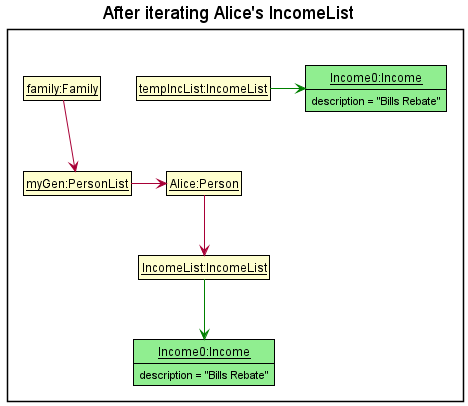 After iterating Alice's IncomeList
family:Family
tempIncList:IncomeList
Income0:Income
description = "Bills Rebate"
myGen:PersonList
Alice:Person
IncomeList:IncomeList
Income0:Income
description = "Bills Rebate"